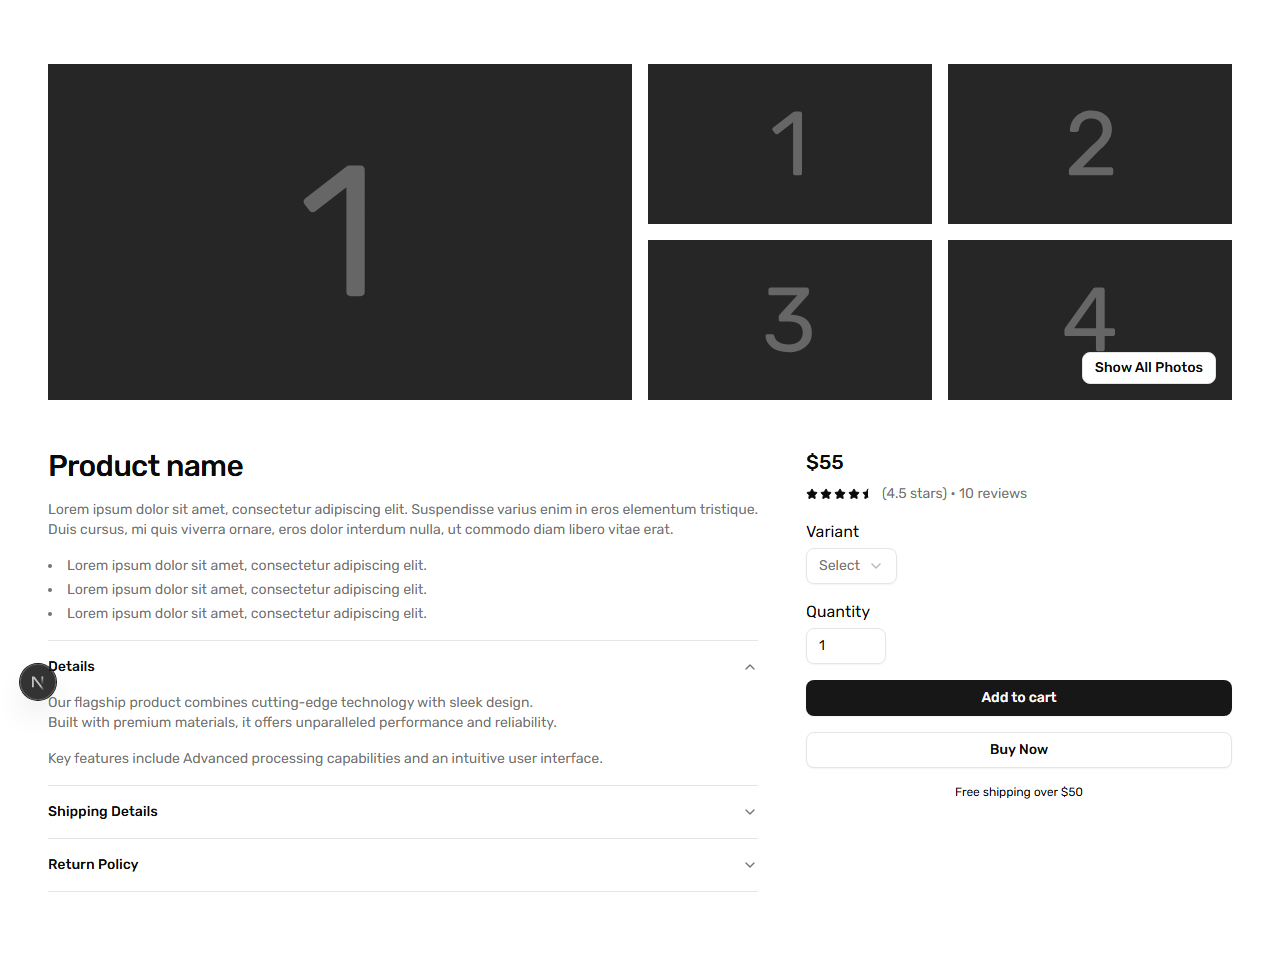 1
1
2
3
4
Show All Photos
Product name
Lorem ipsum dolor sit amet, consectetur adipiscing elit. Suspendisse varius enim in eros elementum tristique.
Duis cursus, mi quis viverra ornare, eros dolor interdum nulla, ut commodo diam libero vitae erat.
• Lorem ipsum dolor sit amet, consectetur adipiscing elit.
• Lorem ipsum dolor sit amet, consectetur adipiscing elit.
• Lorem ipsum dolor sit amet, consectetur adipiscing elit.
Details
N
Our flagship product combines cutting-edge technology with sleek design.
Built with premium materials, it offers unparalleled performance and reliability.
Key features include Advanced processing capabilities and an intuitive user interface.
Shipping Details
Return Policy
$55
(4.5 stars) • 10 reviews
Variant
Select
Quantity
1
Add to cart
Buy Now
Free shipping over $50